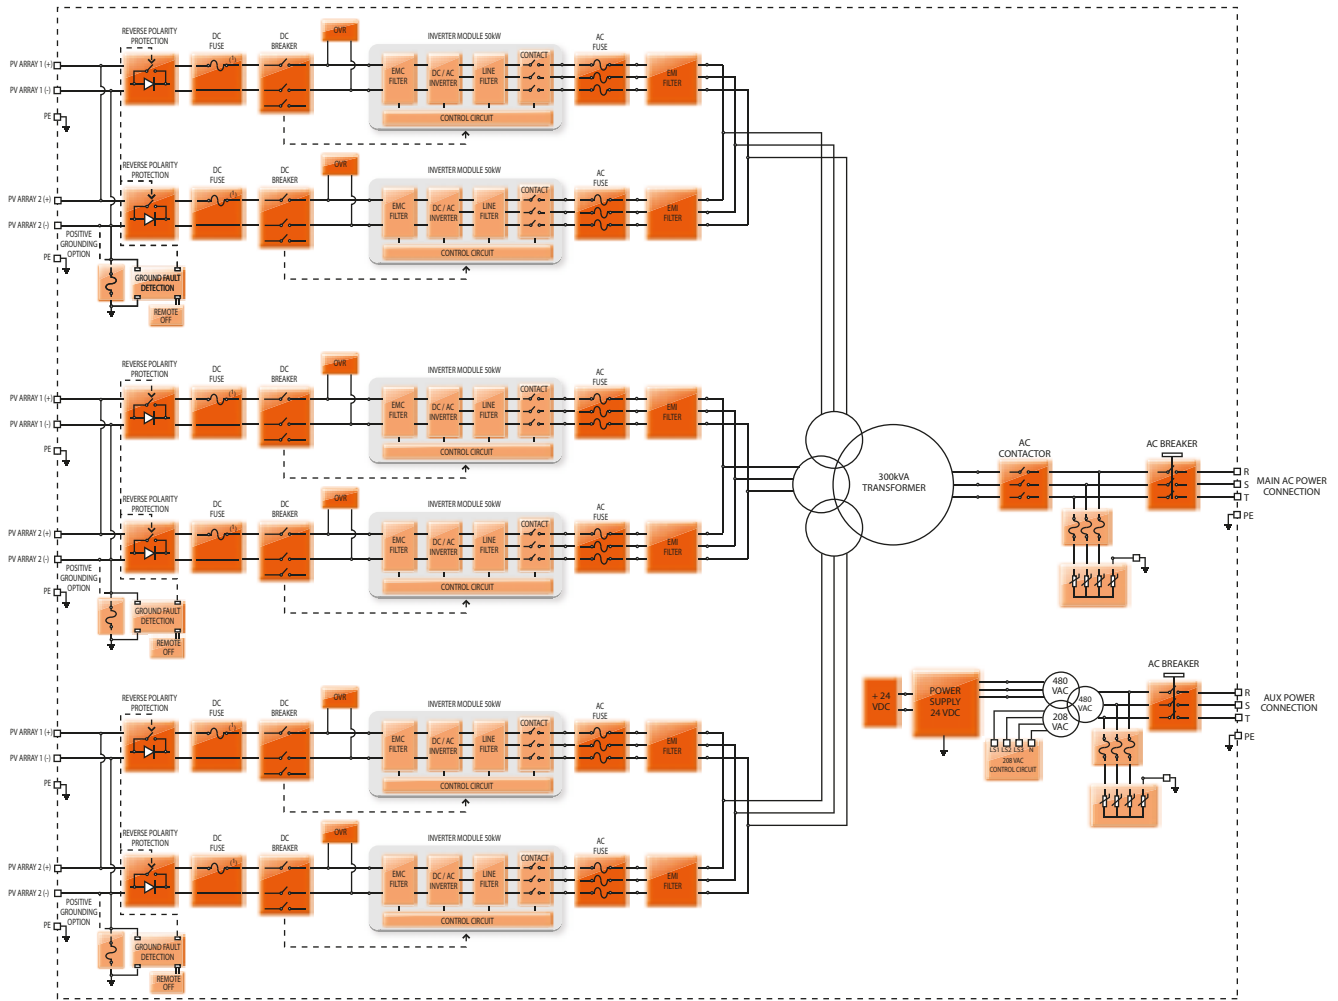 REVERSE POLARITY
PROTECTION
DC
FUSE
DC
BREAKER
OVR
INVERTER MODULE 50kW
AC
FUSE
PV ARRAY 1 (+)
PV ARRAY 1 (-)
PE
EMC
FILTER
DC / AC
INVERTER
LINE
FILTER
CONTACT
EMI
FILTER
CONTROL CIRCUIT
REVERSE POLARITY
PROTECTION
DC
FUSE
DC
BREAKER
OVR
INVERTER MODULE 50kW
AC
FUSE
PV ARRAY 2 (+)
PV ARRAY 2 (-)
EMC
FILTER
DC / AC
INVERTER
LINE
FILTER
CONTACT
EMI
FILTER
CONTROL CIRCUIT
POSITIVE
GROUNDING
OPTION
PE
GROUND FAULT
DETECTION
REMOTE
OFF
REVERSE POLARITY
PROTECTION
DC
FUSE
DC
BREAKER
OVR
INVERTER MODULE 50kW
AC
FUSE
PV ARRAY 1 (+)
PV ARRAY 1 (-)
PE
EMC
FILTER
DC / AC
INVERTER
LINE
FILTER
CONTACT
EMI
FILTER
CONTROL CIRCUIT
REVERSE POLARITY
PROTECTION
DC
FUSE
DC
BREAKER
OVR
INVERTER MODULE 50kW
AC
FUSE
PV ARRAY 2 (+)
PV ARRAY 2 (-)
EMC
FILTER
DC / AC
INVERTER
LINE
FILTER
CONTACT
EMI
FILTER
CONTROL CIRCUIT
POSITIVE
GROUNDING
OPTION
PE
GROUND FAULT
DETECTION
REMOTE
OFF
300kVA
TRANSFORMER
AC
CONTACTOR
AC BREAKER
R
S
T
PE
MAIN AC POWER
CONNECTION
REVERSE POLARITY
PROTECTION
DC
FUSE
DC
BREAKER
OVR
INVERTER MODULE 50kW
AC
FUSE
PV ARRAY 1 (+)
PV ARRAY 1 (-)
PE
EMC
FILTER
DC / AC
INVERTER
LINE
FILTER
CONTACT
EMI
FILTER
CONTROL CIRCUIT
REVERSE POLARITY
PROTECTION
DC
FUSE
DC
BREAKER
OVR
INVERTER MODULE 50kW
AC
FUSE
PV ARRAY 2 (+)
PV ARRAY 2 (-)
EMC
FILTER
DC / AC
INVERTER
LINE
FILTER
CONTACT
EMI
FILTER
CONTROL CIRCUIT
POSITIVE
GROUNDING
OPTION
PE
GROUND FAULT
DETECTION
REMOTE
OFF
+ 24
VDC
POWER
SUPPLY
24 VDC
480
VAC
480
VAC
208
VAC
LS1 LS2 LS3 N
208 VAC
CONTROL CIRCUIT
AC BREAKER
R
S
T
PE
AUX POWER
CONNECTION